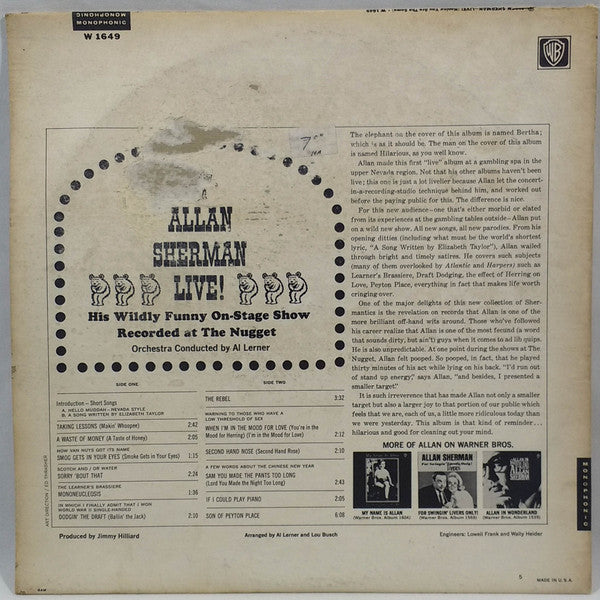 MONOPHONIC
MONOPHONIC
W 1649
WB
7
A
ALLAN
SHERMAN
LIVE!
His Wildly Funny On-Stage Show
Recorded at The Nugget
Orchestra Conducted by Al Lerner
SIDE ONE
Introduction — Short Songs
A. HELLO MUDDAH - NEVADA STYLE
B. A SONG WRITTEN BY ELIZABETH TAYLOR
TAKING LESSONS (Makin' Whoopee) 2:42
A WASTE OF MONEY (A Taste of Honey) 2:05
HOW VAN NUYS GOT ITS NAME
SMOG GETS IN YOUR EYES (Smoke Gets in Your Eyes)
SCOTCH AND / OR WATER
SORRY 'BOUT THAT 2:24
THE LEARNER'S BRASSIERE
MONONEUCLEOSIS 2:10
IN WHICH I FINALLY ADMIT THAT I WON
WORLD WAR II SINGLE-HANDED
DODGIN' THE DRAFT (Ballin' the Jack) 2:10
SIDE TWO
THE REBEL 3:32
WARNING TO THOSE WHO HAVE A
LOW THRESHOLD OF SEX
WHEN I'M IN THE MOOD FOR LOVE (You're in the
Mood for Herring) (I'm in the Mood for Love) 2:12
SECOND HAND NOSE (Second Hand Rose) 2:10
A FEW WORDS ABOUT THE CHINESE NEW YEAR
SAM YOU MADE THE PANTS TOO LONG
(Lord You Made the Night Too Long)
IF I COULD PLAY PIANO 2:05
SON OF PEYTON PLACE
Produced by Jimmy Hilliard
Arranged by Al Lerner and Lou Busch
Engineers: Lowell Frank and Wally Heider
ART DIRECTION / ED THRASHER
The elephant on the cover of this album is named Bertha;
which is as it should be. The man on the cover of this album
is named Hilarious, as you well know.
Allan made this first "live" album at a gambling spa in the
upper Nevada region. Not that his other albums haven't been
live; this one is just a lot livelier because Allan let the concert-
in-a-recording-studio technique behind him, and worked out
before the paying public for this. The difference is nice.
For this new audience—one that's either morbid or elated
from its experiences at the gambling tables outside—Allan put
on a wild new show. All new songs, all new parodies. From his
opening ditties (including what must be the world's shortest
lyric, "A Song Written by Elizabeth Taylor"), Allan wailed
through bright and timely satires. He covers such subjects
(many of them overlooked by Atlantic and Harpers) such as
Learner's Brassiere, Draft Dodging, the effect of Herring on
Love, Peyton Place, everything in fact that makes life worth
cringing over.
One of the major delights of this new collection of Sher-
mantics is the revelation on records that Allan is one of the
more brilliant off-hand wits around. Those who've followed
his career realize that Allan is one of the most fecund (a word
that sounds dirty, but ain't) guys when it comes to ad lib quips.
He is also unpredictable. At one point during the shows at The
Nugget, Allan felt pooped. So pooped, in fact, that he played
thirty minutes of his act while lying on his back. "I'd run out
of stand up energy," says Allan, "and besides, I presented a
smaller target."
It is such irreverence that has made Allan not only a smaller
target but also a larger joy to that portion of our public which
feels that we are, each of us, a little more ridiculous today than
we were yesterday. This album is that kind of reminder...
hilarious and good for cleaning out your mind.
MORE OF ALLAN ON WARNER BROS.
ALLAN
SHERMAN
FOR SWINGIN' LIVERS ONLY!
MY NAME IS ALLAN
(Warner Bros. Album 1604)
FOR SWINGIN' LIVERS ONLY!
(Warner Bros. Album 1569)
ALLAN IN WONDERLAND
(Warner Bros. Album 1539)
MONOPHONIC
5
MADE IN U.S.A.